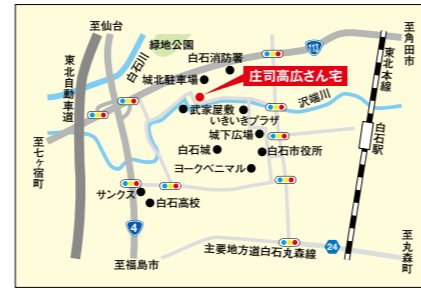 至仙台
至角田市
緑地公園
白石川
白石消防署
113
東北本線
東北自動車道
城北駐車場
庄司高広さん宅
沢端川
武家屋敷
いきいきプラザ
城下広場
至七ヶ宿町
白石城
白石市役所
白石駅
ヨークベニマル
サンクス
白石高校
4
主要地方道白石丸森線
24
至丸森町
至福島市